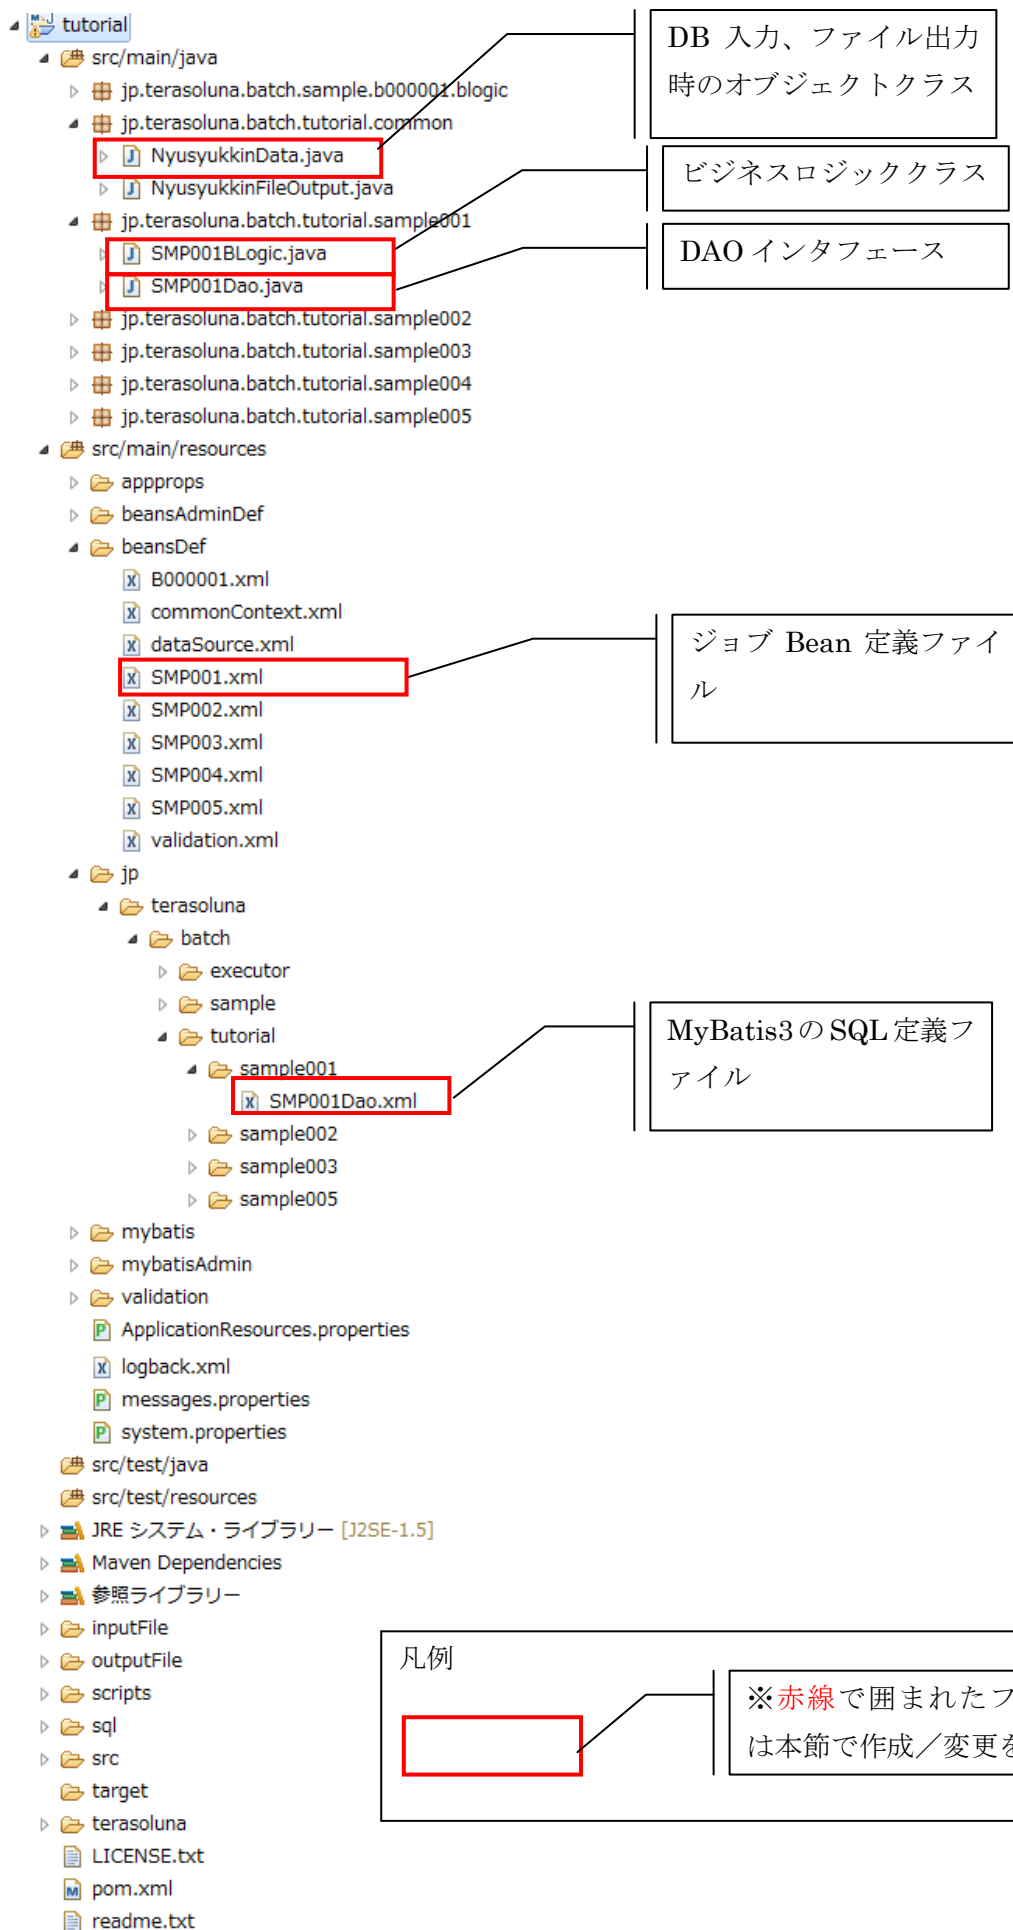 tutorial
src/main/java
jp.terasoluna.batch.sample.b000001.blogic
jp.terasoluna.batch.tutorial.common
NyusyukkinData.java
NyusyukkinFileOutput.java
jp.terasoluna.batch.tutorial.sample001
SMP001BLogic.java
SMP001Dao.java
jp.terasoluna.batch.tutorial.sample002
jp.terasoluna.batch.tutorial.sample003
jp.terasoluna.batch.tutorial.sample004
jp.terasoluna.batch.tutorial.sample005
src/main/resources
appprops
beansAdminDef
beansDef
B000001.xml
commonContext.xml
dataSource.xml
SMP001.xml
SMP002.xml
SMP003.xml
SMP004.xml
SMP005.xml
validation.xml
jp
terasoluna
batch
executor
sample
tutorial
sample001
SMP001Dao.xml
sample002
sample003
sample005
mybatis
mybatisAdmin
validation
ApplicationResources.properties
logback.xml
messages.properties
system.properties
src/test/java
src/test/resources
JRE システム・ライブラリー [J2SE-1.5]
Maven Dependencies
参照ライブラリー
inputFile
outputFile
scripts
sql
src
target
terasoluna
LICENSE.txt
pom.xml
readme.txt
DB 入力、ファイル出力
時のオブジェクトクラス
ビジネスロジッククラス
DAO インタフェース
ジョブ Bean 定義ファイ
ル
MyBatis3 の SQL 定義フ
ァイル
凡例
※赤線で囲まれたフ
は本節で作成／変更を